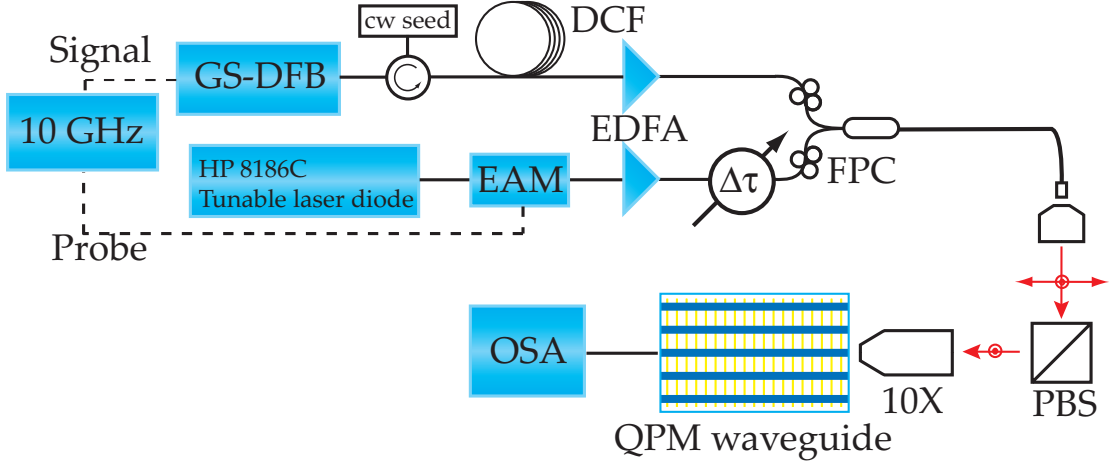 cw seed
DCF
Signal
GS-DFB
10 GHz
EDFA
HP 8186C
Tunable laser diode
EAM
Δτ
FPC
Probe
OSA
10X
PBS
QPM waveguide